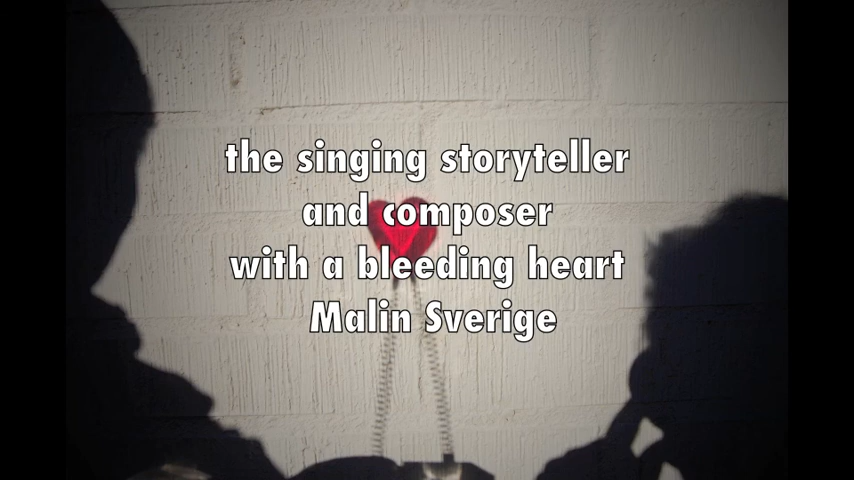 the singing storyteller
and composer
with a bleeding heart
Malin Sverige